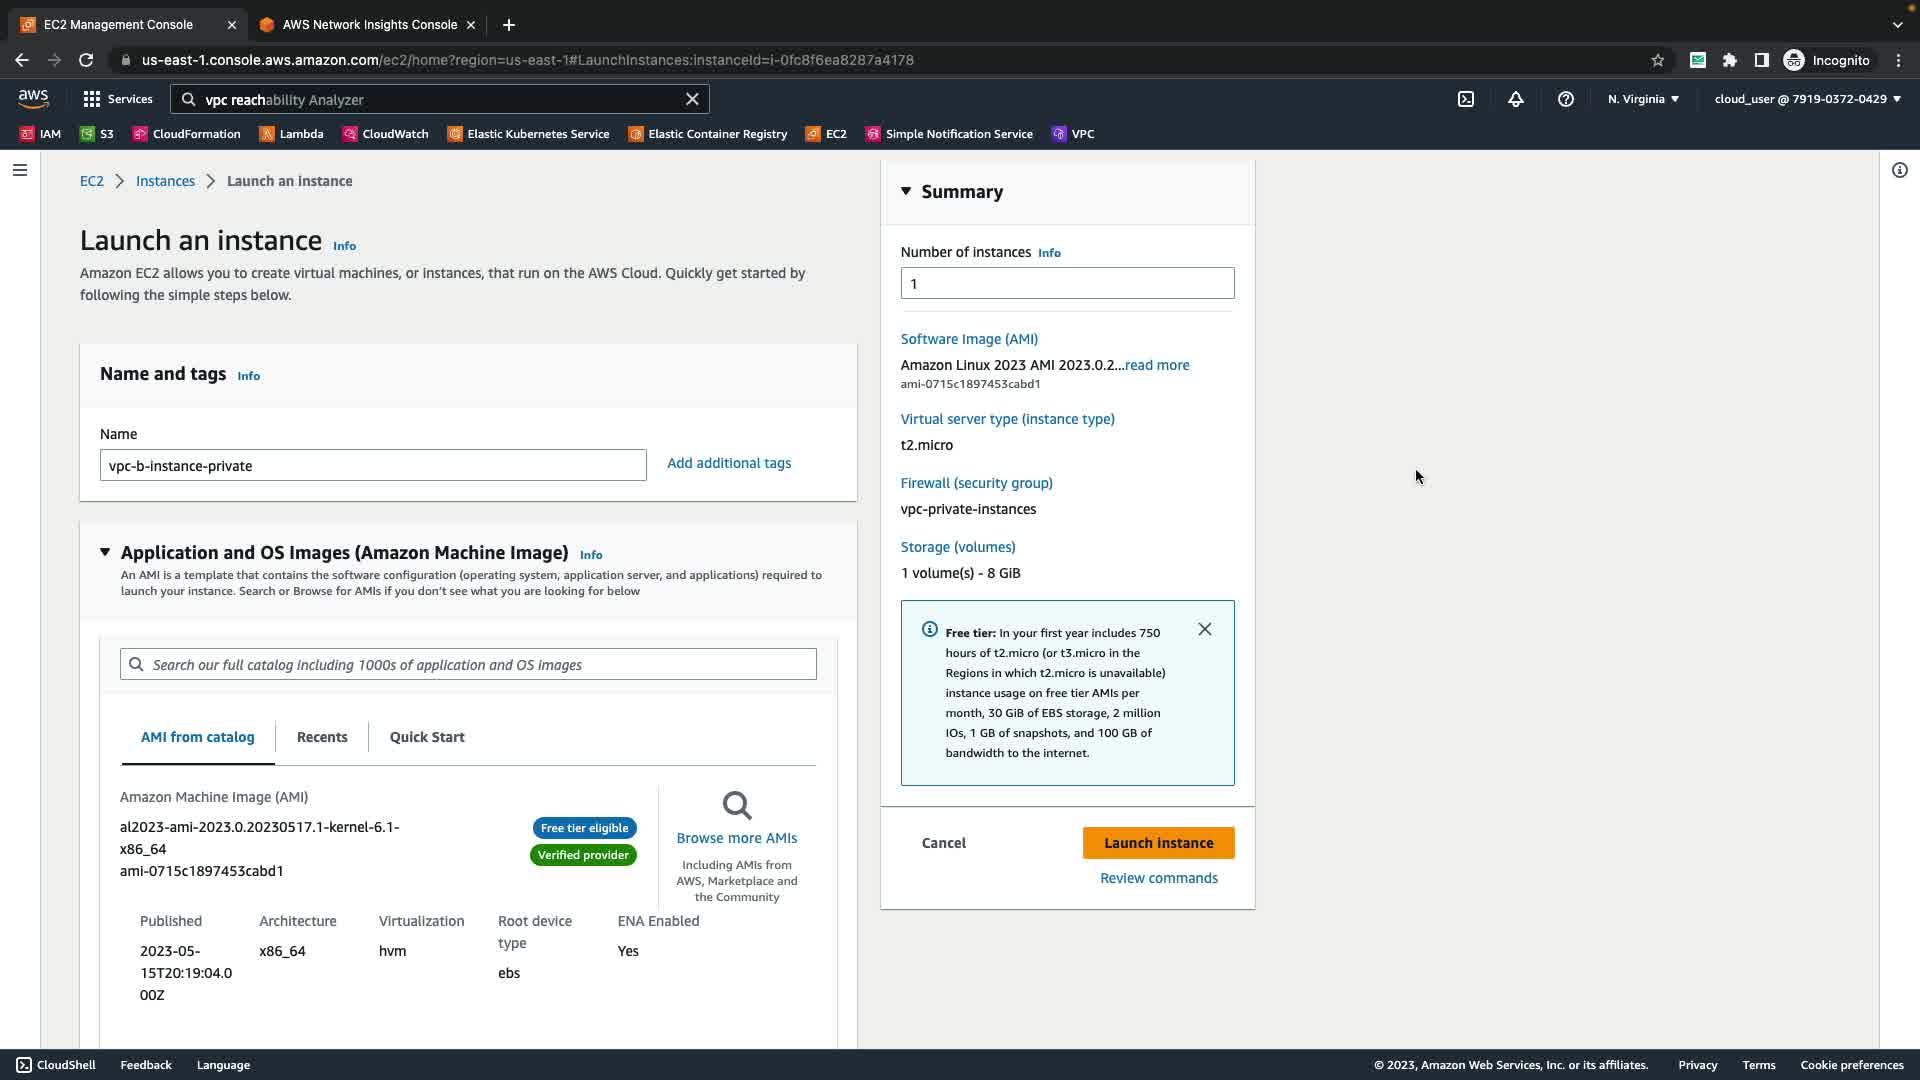 EC2 Management Console
AWS Network Insights Console
us-east-1.console.aws.amazon.com/ec2/home?region=us-east-1#LaunchInstances:instanceId=i-0fc8f6ea8287a4178
Incognito
aws
Services
vpc reachability Analyzer
N. Virginia
cloud_user @ 7919-0372-0429
IAM
S3
CloudFormation
Lambda
CloudWatch
Elastic Kubernetes Service
Elastic Container Registry
EC2
Simple Notification Service
VPC
EC2
Instances
Launch an instance
Launch an instance Info
Amazon EC2 allows you to create virtual machines, or instances, that run on the AWS Cloud. Quickly get started by
following the simple steps below.
Name and tags Info
Name
vpc-b-instance-private
Add additional tags
Application and OS Images (Amazon Machine Image) Info
An AMI is a template that contains the software configuration (operating system, application server, and applications) required to
launch your instance. Search or Browse for AMIs if you don't see what you are looking for below
Search our full catalog including 1000s of application and OS images
AMI from catalog
Recents
Quick Start
Amazon Machine Image (AMI)
al2023-ami-2023.0.20230517.1-kernel-6.1-
x86_64
ami-0715c1897453cabd1
Free tier eligible
Verified provider
Browse more AMIs
Including AMIs from
AWS, Marketplace and
the Community
Published
2023-05-
15T20:19:04.0
00Z
Architecture
x86_64
Virtualization
hvm
Root device
type
ebs
ENA Enabled
Yes
Summary
Number of instances Info
1
Software Image (AMI)
Amazon Linux 2023 AMI 2023.0.2...read more
ami-0715c1897453cabd1
Virtual server type (instance type)
t2.micro
Firewall (security group)
vpc-private-instances
Storage (volumes)
1 volume(s) - 8 GiB
Free tier: In your first year includes 750
hours of t2.micro (or t3.micro in the
Regions in which t2.micro is unavailable)
instance usage on free tier AMIs per
month, 30 GiB of EBS storage, 2 million
IOs, 1 GB of snapshots, and 100 GB of
bandwidth to the internet.
Cancel
Launch instance
Review commands
CloudShell
Feedback
Language
© 2023, Amazon Web Services, Inc. or its affiliates.
Privacy
Terms
Cookie preferences